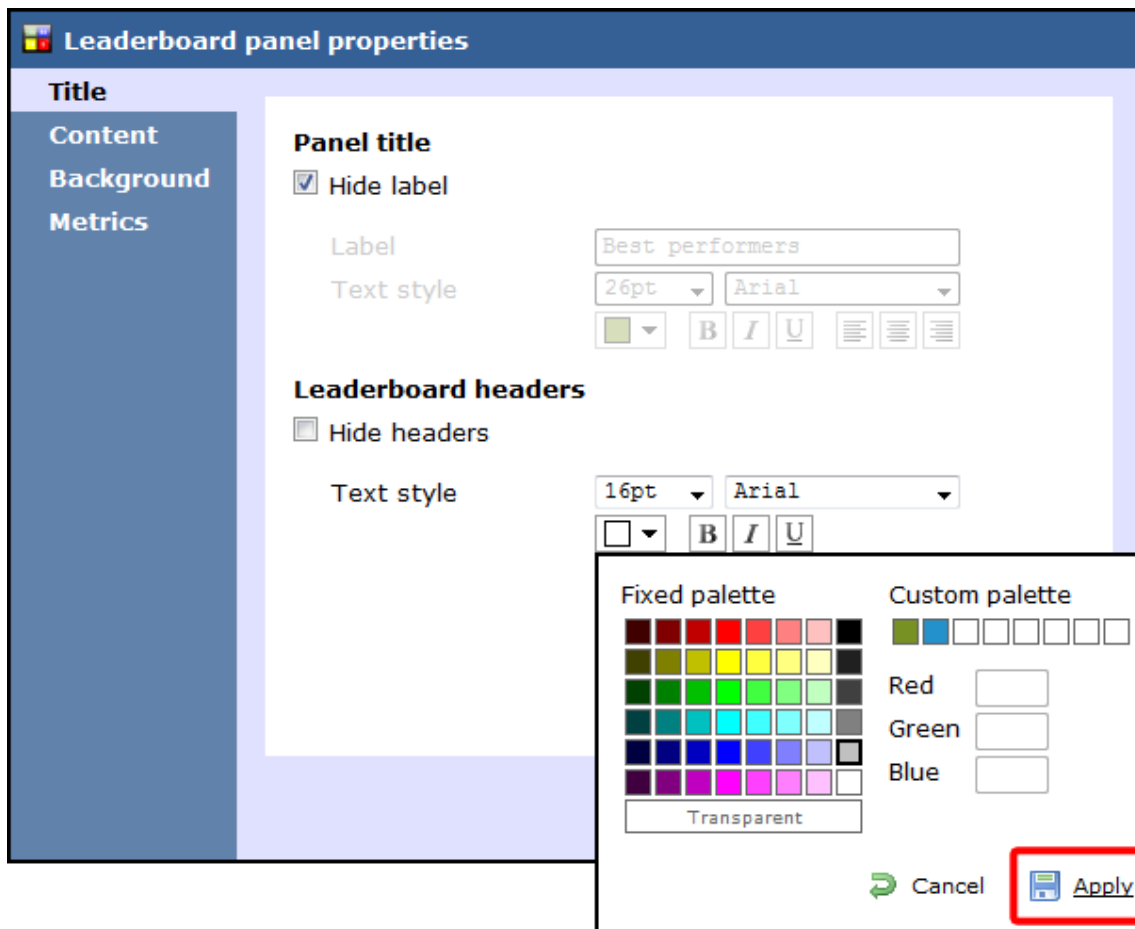 Leaderboard panel properties
Title
Content
Background
Metrics
Panel title
Hide label
Label Best performers
Text style 26pt Arial
B I U
Leaderboard headers
Hide headers
Text style 16pt Arial
B I U
Fixed palette Custom palette
Red
Green
Blue
Transparent
Cancel Apply